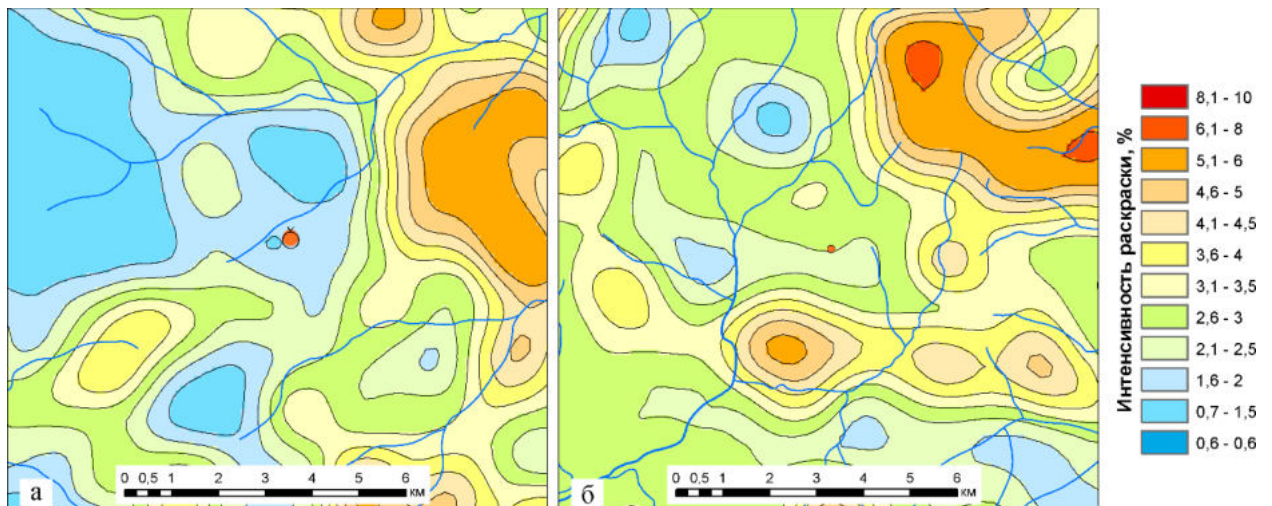 а
0 0,5 1 2 3 4 5 6
км
б
0 0,5 1 2 3 4 5 6
км
Интенсивность раскраски, %
8,1 - 10
6,1 - 8
5,1 - 6
4,6 - 5
4,1 - 4,5
3,6 - 4
3,1 - 3,5
2,6 - 3
2,1 - 2,5
1,6 - 2
0,7 - 1,5
0,6 - 0,6